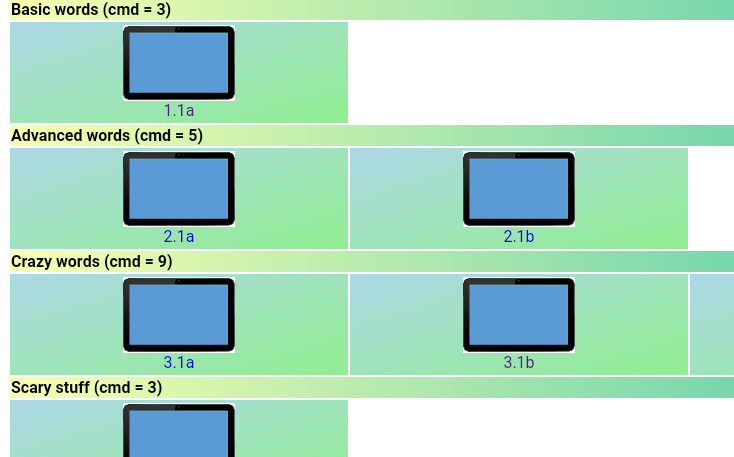 Basic words (cmd = 3)
1.1a
Advanced words (cmd = 5)
2.1a 2.1b
Crazy words (cmd = 9)
3.1a 3.1b
Scary stuff (cmd = 3)